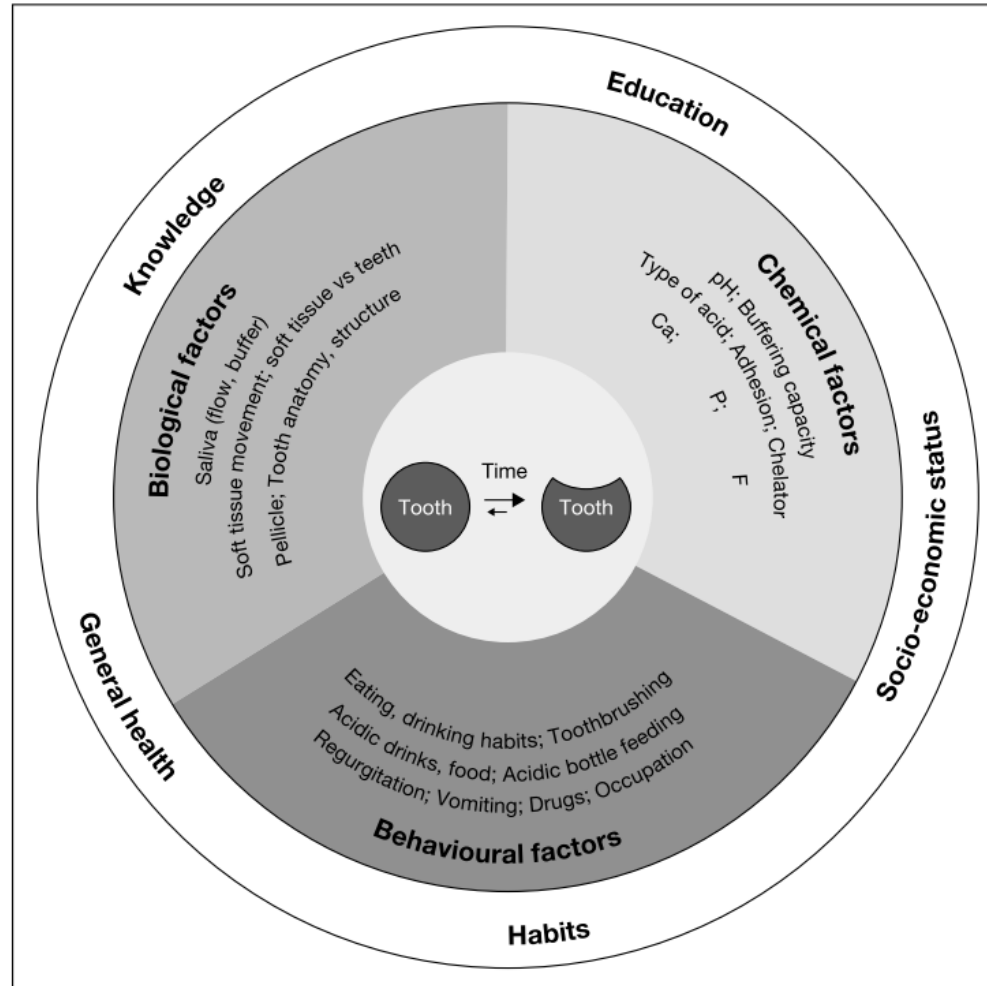 Education
Knowledge
Chemical factors
pH; Buffering capacity
Type of acid; Adhesion; Chelator
Ca; P; F
Biological factors
Saliva (flow, buffer)
Soft tissue movement; soft tissue vs teeth
Pellicle; Tooth anatomy, structure
Time
Tooth
Tooth
Socio-economic status
General health
Eating, drinking habits; Toothbrushing
Acidic drinks, food; Acidic bottle feeding
Regurgitation; Vomiting; Drugs; Occupation
Behavioural factors
Habits